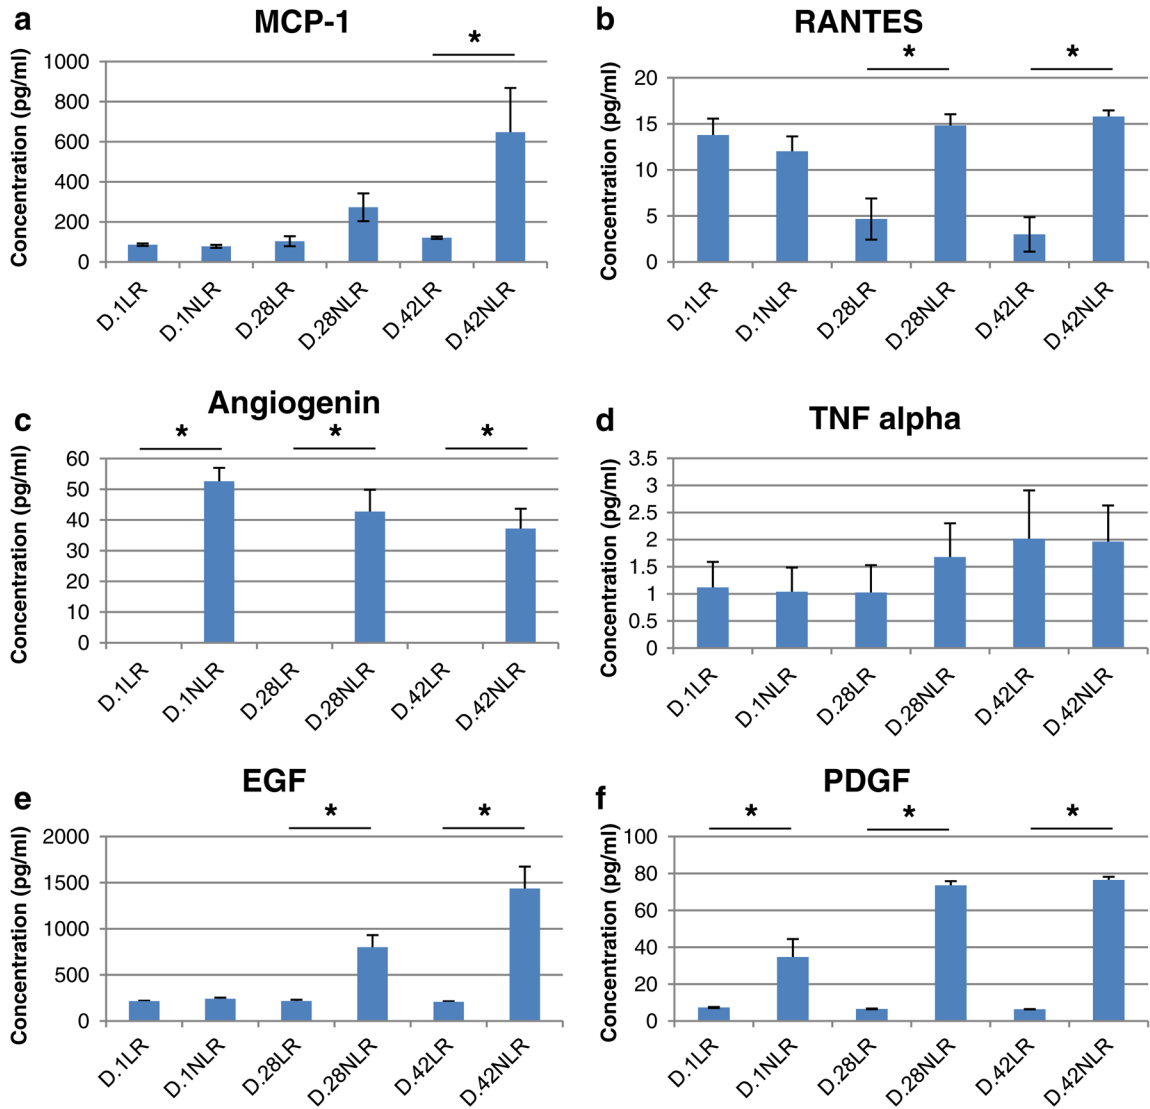 a
MCP-1
*
Concentration (pg/ml)
1000
800
600
400
200
0
D.1LR
D.1NLR
D.28LR
D.28NLR
D.42LR
D.42NLR
b
RANTES
*
*
Concentration (pg/ml)
20
15
10
5
0
D.1LR
D.1NLR
D.28LR
D.28NLR
D.42LR
D.42NLR
c
Angiogenin
*
*
*
Concentration (pg/ml)
60
50
40
30
20
10
0
D.1LR
D.1NLR
D.28LR
D.28NLR
D.42LR
D.42NLR
d
TNF alpha
Concentration (pg/ml)
3.5
3
2.5
2
1.5
1
0.5
0
D.1LR
D.1NLR
D.28LR
D.28NLR
D.42LR
D.42NLR
e
EGF
*
*
Concentration (pg/ml)
2000
1500
1000
500
0
D.1LR
D.1NLR
D.28LR
D.28NLR
D.42LR
D.42NLR
f
PDGF
*
*
*
Concentration (pg/ml)
100
80
60
40
20
0
D.1LR
D.1NLR
D.28LR
D.28NLR
D.42LR
D.42NLR